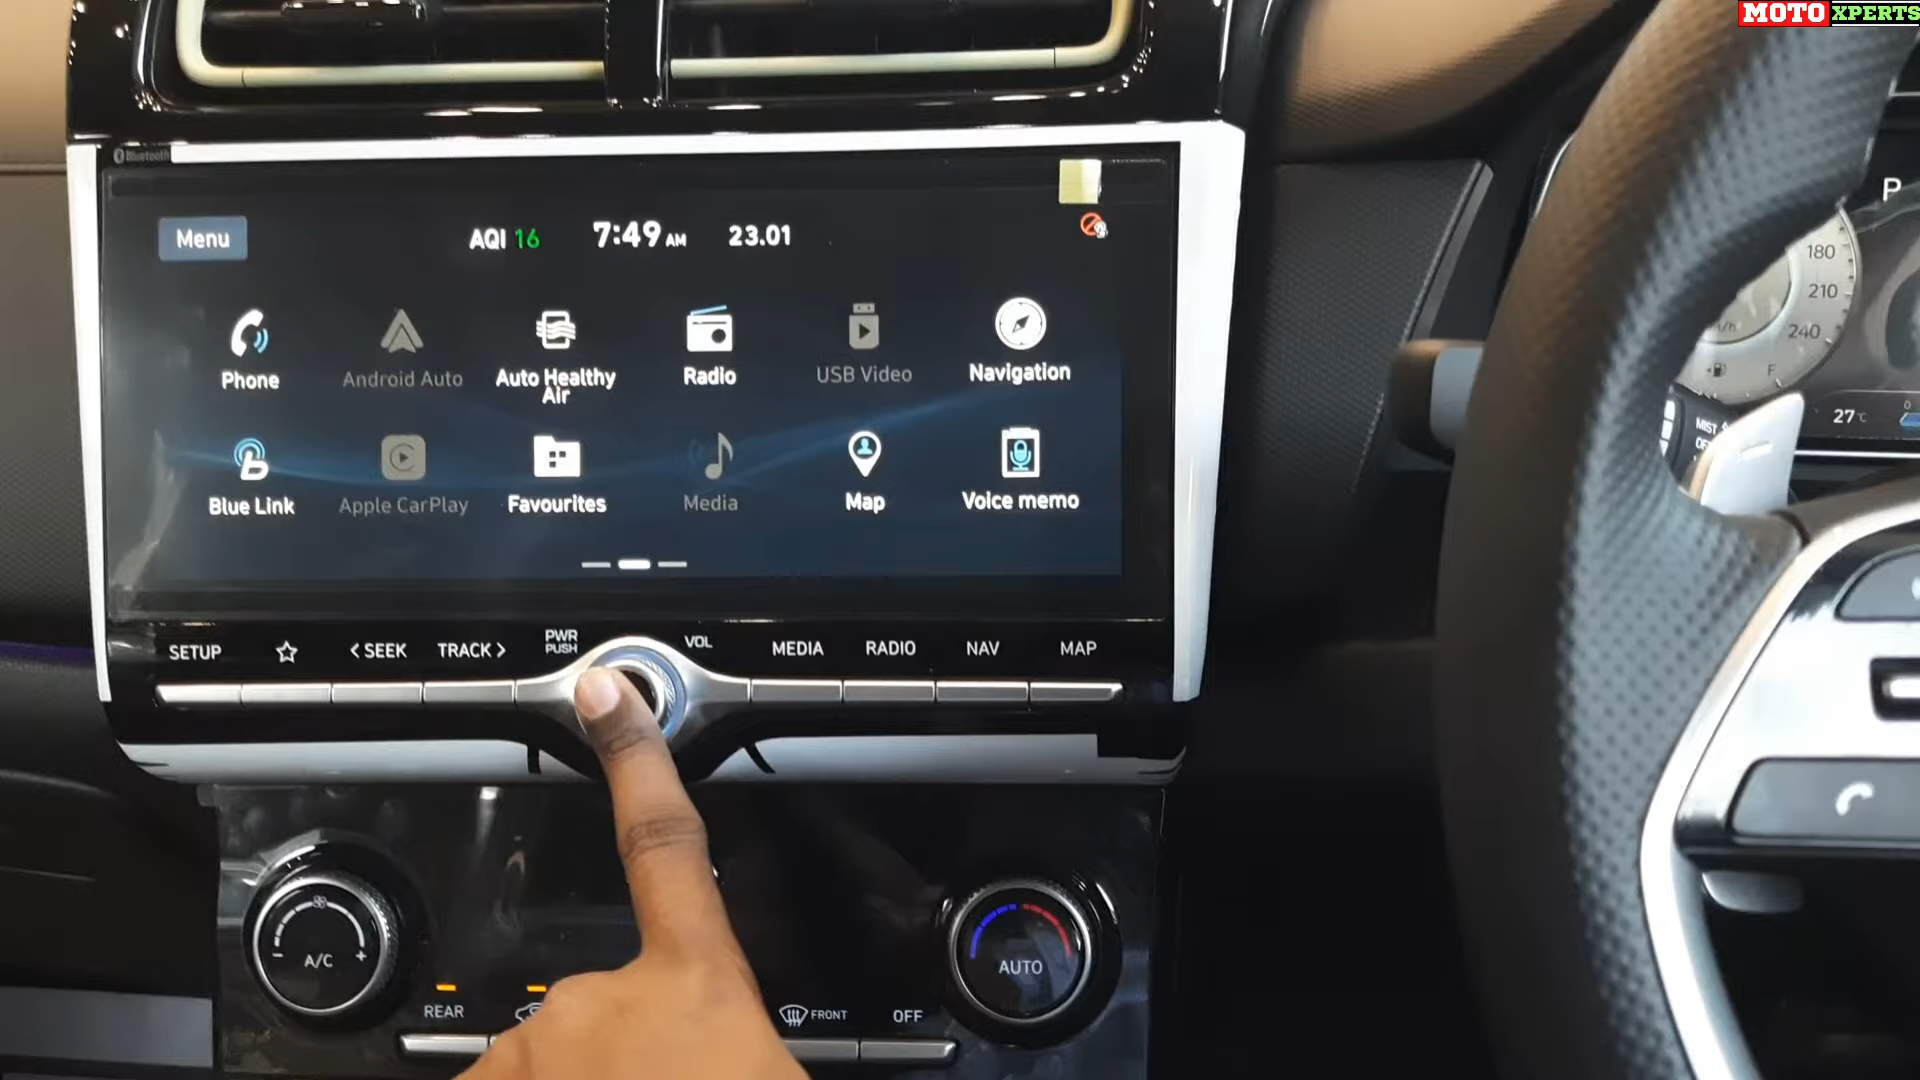 MOTO XPERTS
Bluetooth
Menu
AQI 16
7:49 AM
23.01
Phone
Android Auto
Auto Healthy
Air
Radio
USB Video
Navigation
Blue Link
Apple CarPlay
Favourites
Media
Map
Voice memo
SETUP
< SEEK
TRACK >
PWR
PUSH
VOL
MEDIA
RADIO
NAV
MAP
A/C
- +
AUTO
REAR
FRONT
OFF
P
180
210
240
F
27°C
MIST